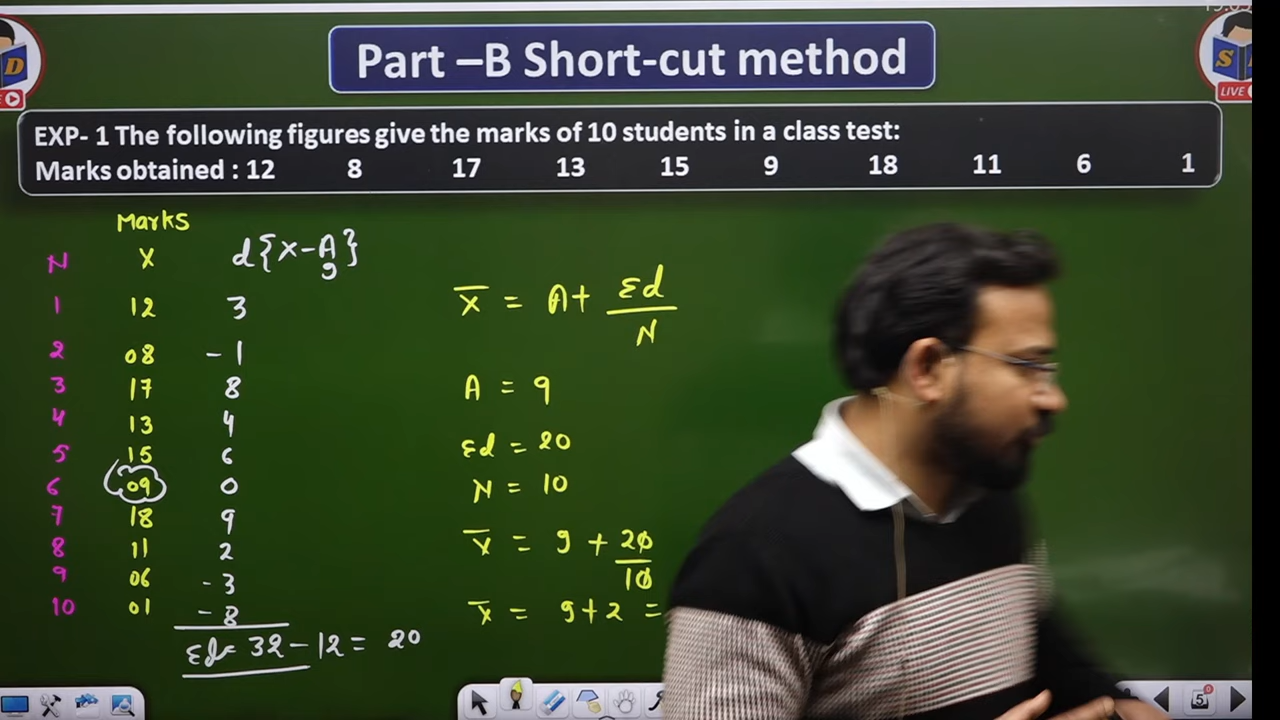 Part –B Short-cut method
EXP- 1 The following figures give the marks of 10 students in a class test:
Marks obtained : 12 8 17 13 15 9 18 11 6 1
Marks
N X d{X-A}
9
1 12 3
2 08 -1
3 17 8
4 13 4
5 15 6
6 09 0
7 18 9
8 11 2
9 06 -3
10 01 -8
Σd= 32-12= 20
X̅ = A+ Σd/N
A = 9
Σd = 20
N = 10
X̅ = 9 + 20/10
X̅ = 9+2 =
D
S
LIVE
5